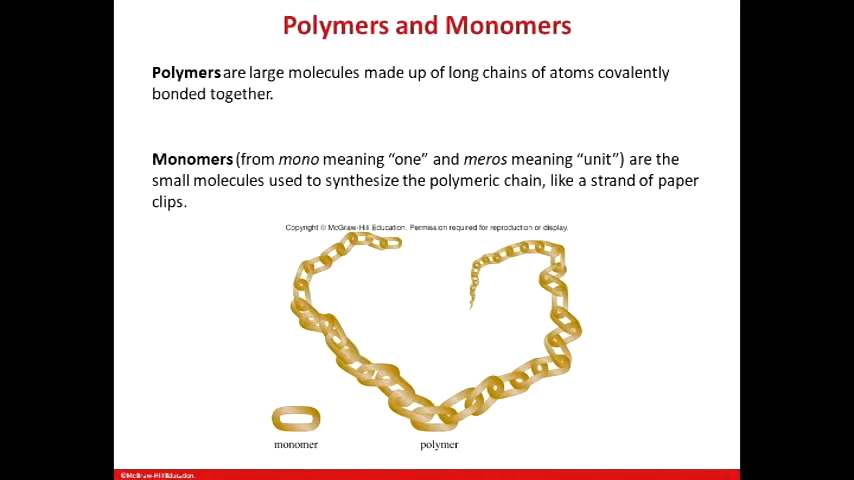 Polymers and Monomers
Polymers are large molecules made up of long chains of atoms covalently
bonded together.
Monomers (from mono meaning “one” and meros meaning “unit”) are the
small molecules used to synthesize the polymeric chain, like a strand of paper
clips.
Copyright © McGraw-Hill Education. Permission required for reproduction or display.
monomer
polymer
©McGraw-Hill Education.